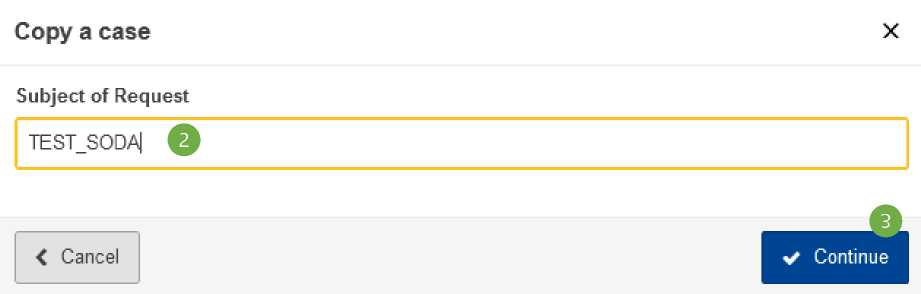 Copy a case
Subject of Request
TEST_SODA 2
3
Cancel Continue